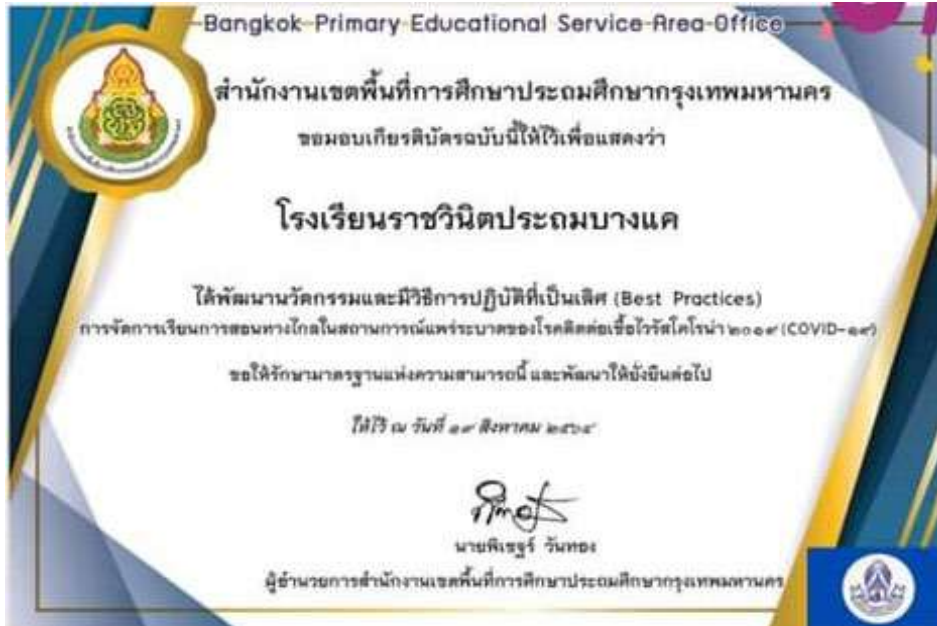 Bangkok Primary Educational Service Area Office
สำนักงานเขตพื้นที่การศึกษาประถมศึกษากรุงเทพมหานคร
ขอมอบเกียรติบัตรฉบับนี้ให้ไว้เพื่อแสดงว่า
โรงเรียนราชวินิตประถมบางแค
ได้พัฒนานวัตกรรมและมีวิธีการปฏิบัติที่เป็นเลิศ (Best Practices)
การจัดการเรียนการสอนทางไกลในสถานการณ์แพร่ระบาดของโรคติดต่อเชื้อไวรัสโคโรน่า ๒๐๑๙ (COVID-๑๙)
ขอให้รักษามาตรฐานแห่งความสามารถนี้ และพัฒนาให้ยั่งยืนต่อไป
ให้ไว้ ณ วันที่ ๑๙ สิงหาคม ๒๕๖๔
นายพิเชฐร์ วันทอง
ผู้อำนวยการสำนักงานเขตพื้นที่การศึกษาประถมศึกษากรุงเทพมหานคร